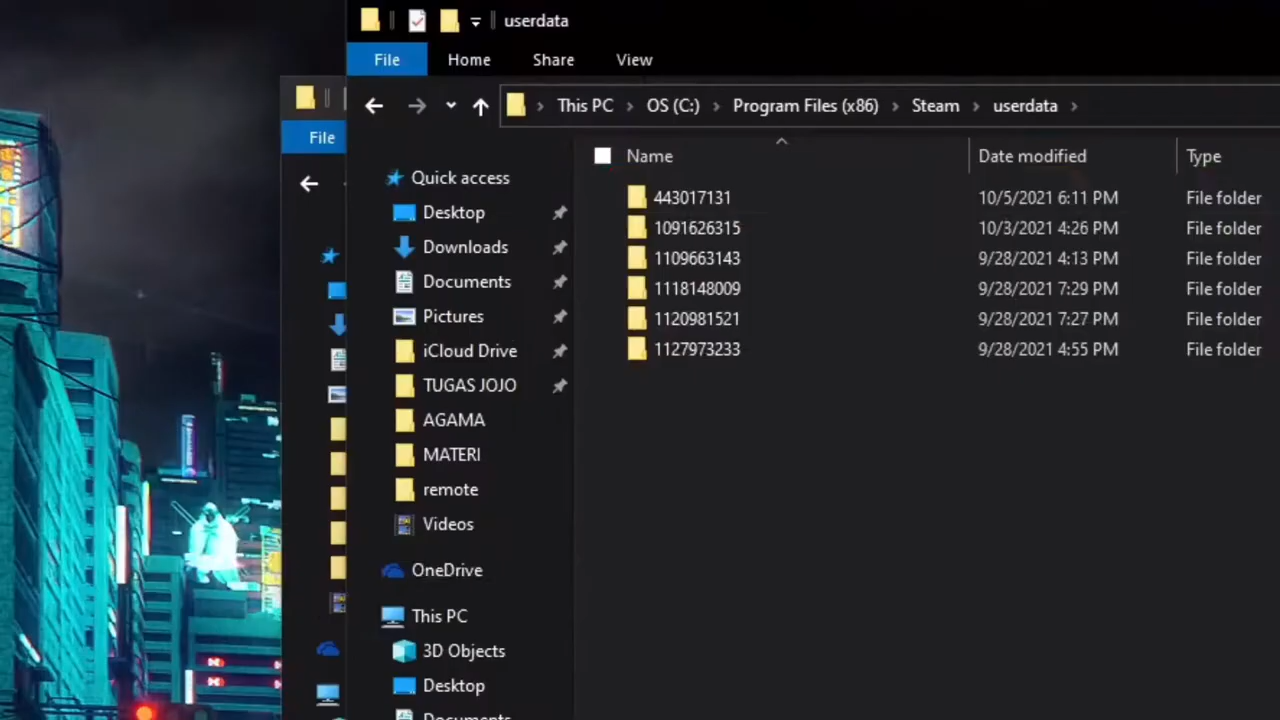 userdata
File Home Share View
This PC OS (C:) Program Files (x86) Steam userdata
File
Name Date modified Type
443017131 10/5/2021 6:11 PM File folder
1091626315 10/3/2021 4:26 PM File folder
1109663143 9/28/2021 4:13 PM File folder
1118148009 9/28/2021 7:29 PM File folder
1120981521 9/28/2021 7:27 PM File folder
1127973233 9/28/2021 4:55 PM File folder
Quick access
Desktop
Downloads
Documents
Pictures
iCloud Drive
TUGAS JOJO
AGAMA
MATERI
remote
Videos
OneDrive
This PC
3D Objects
Desktop
Documents